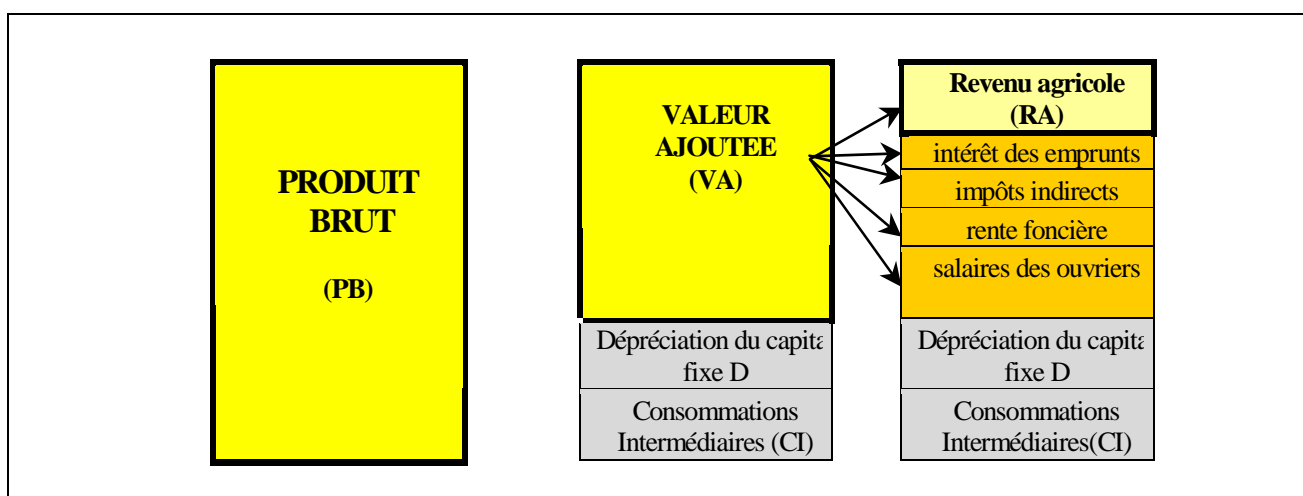 PRODUIT
BRUT
(PB)
VALEUR
AJOUTEE
(VA)
Dépréciation du capita
fixe D
Consommations
Intermédiaires (CI)
Revenu agricole
(RA)
intérêt des emprunts
impôts indirects
rente foncière
salaires des ouvriers
Dépréciation du capita
fixe D
Consommations
Intermédiaires(CI)